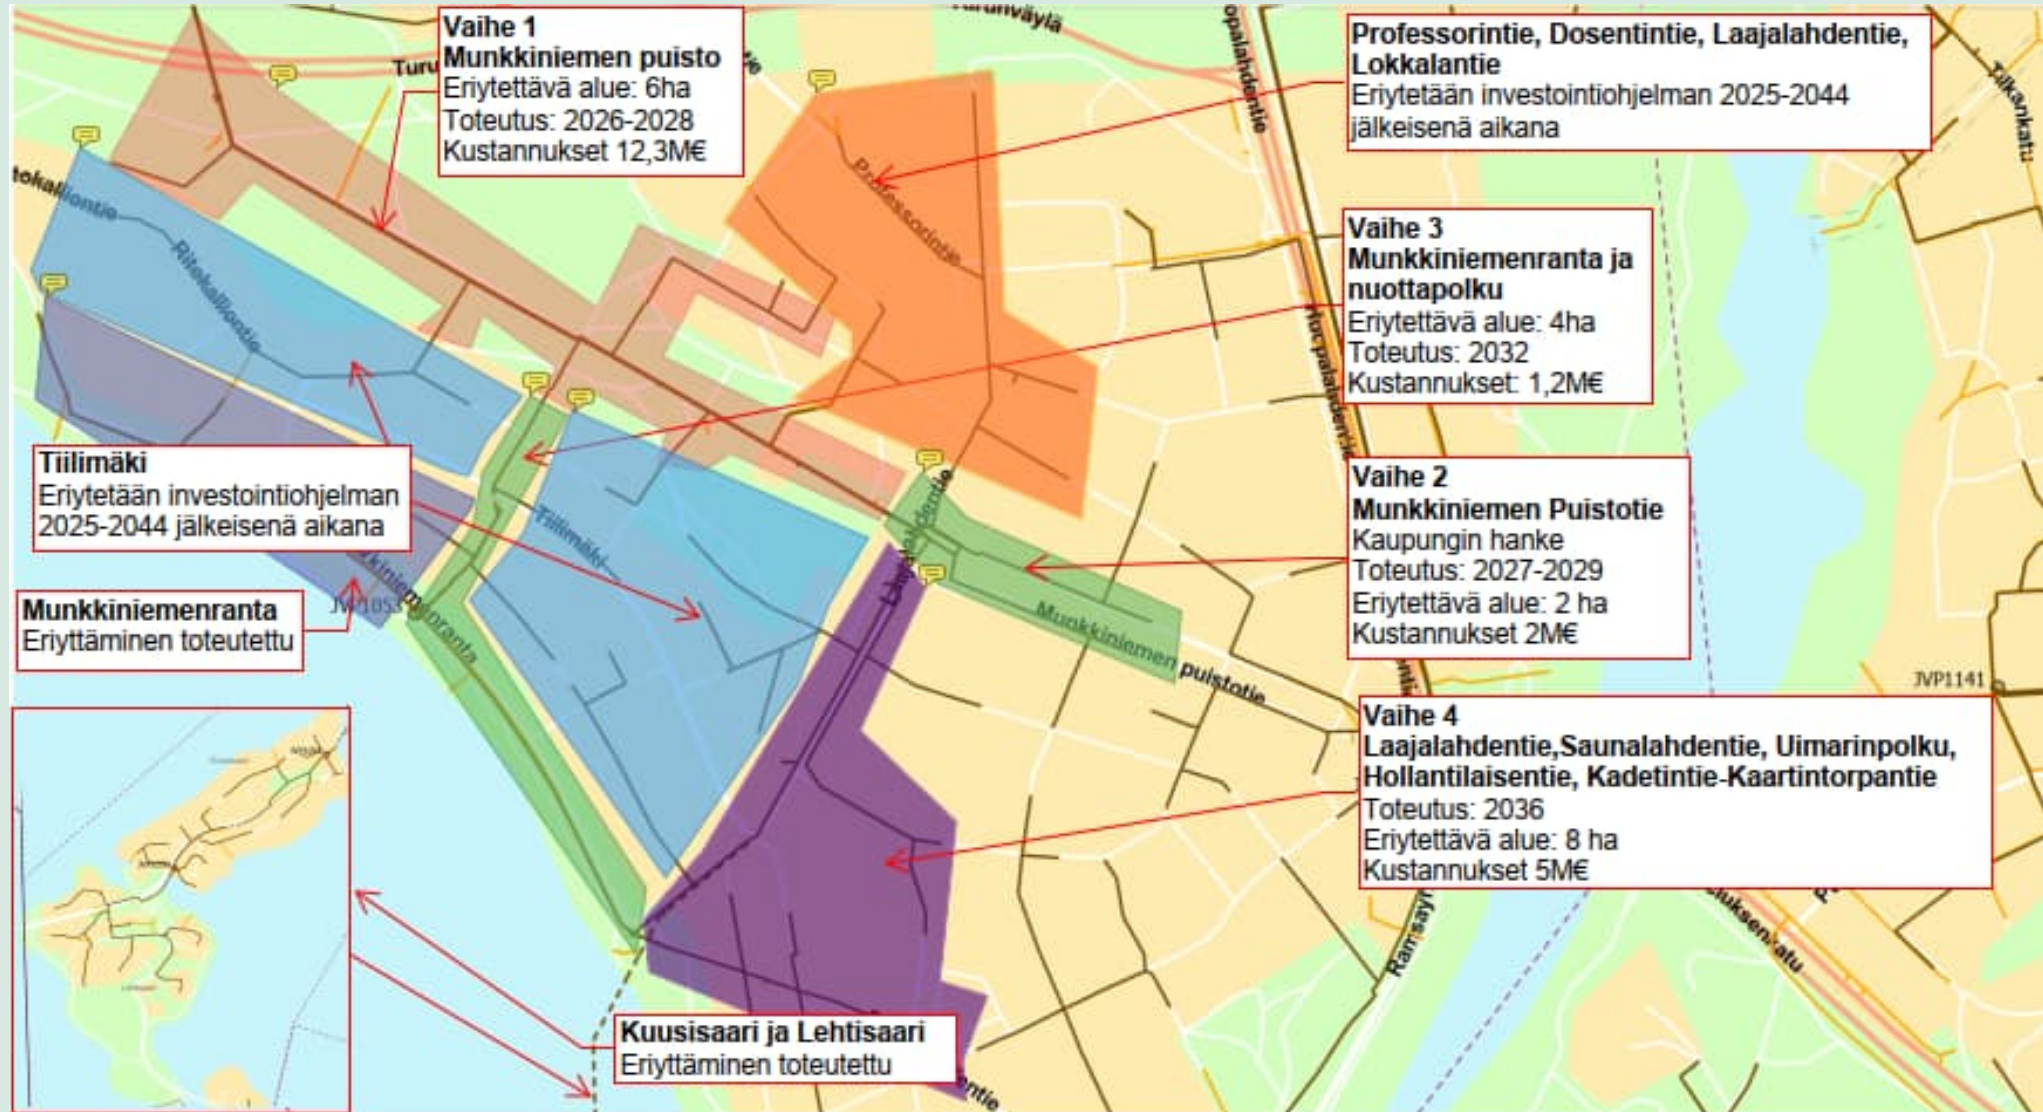 Vaihe 1
Munkkiniemen puisto
Eriytettävä alue: 6ha
Toteutus: 2026-2028
Kustannukset 12,3M€
Professorintie, Dosentintie, Laajalahdentie,
Lokkalantie
Eriytetään investointiohjelman 2025-2044
jälkeisenä aikana
Vaihe 3
Munkkiniemenranta ja
nuottapolku
Eriytettävä alue: 4ha
Toteutus: 2032
Kustannukset: 1,2M€
Tiilimäki
Eriytetään investointiohjelman
2025-2044 jälkeisenä aikana
Vaihe 2
Munkkiniemen Puistotie
Kaupungin hanke
Toteutus: 2027-2029
Eriytettävä alue: 2 ha
Kustannukset 2M€
Munkkiniemenranta
Eriyttäminen toteutettu
Vaihe 4
Laajalahdentie,Saunalahdentie, Uimarinpolku,
Hollantilaisentie, Kadetintie-Kaartintorpantie
Toteutus: 2036
Eriytettävä alue: 8 ha
Kustannukset 5M€
Kuusisaari ja Lehtisaari
Eriyttäminen toteutettu
Turunväylä
Tilkankatu
Professorintie
Ritokalliontie
Tiilimäki
Munkkiniemen puistotie
JVP1141